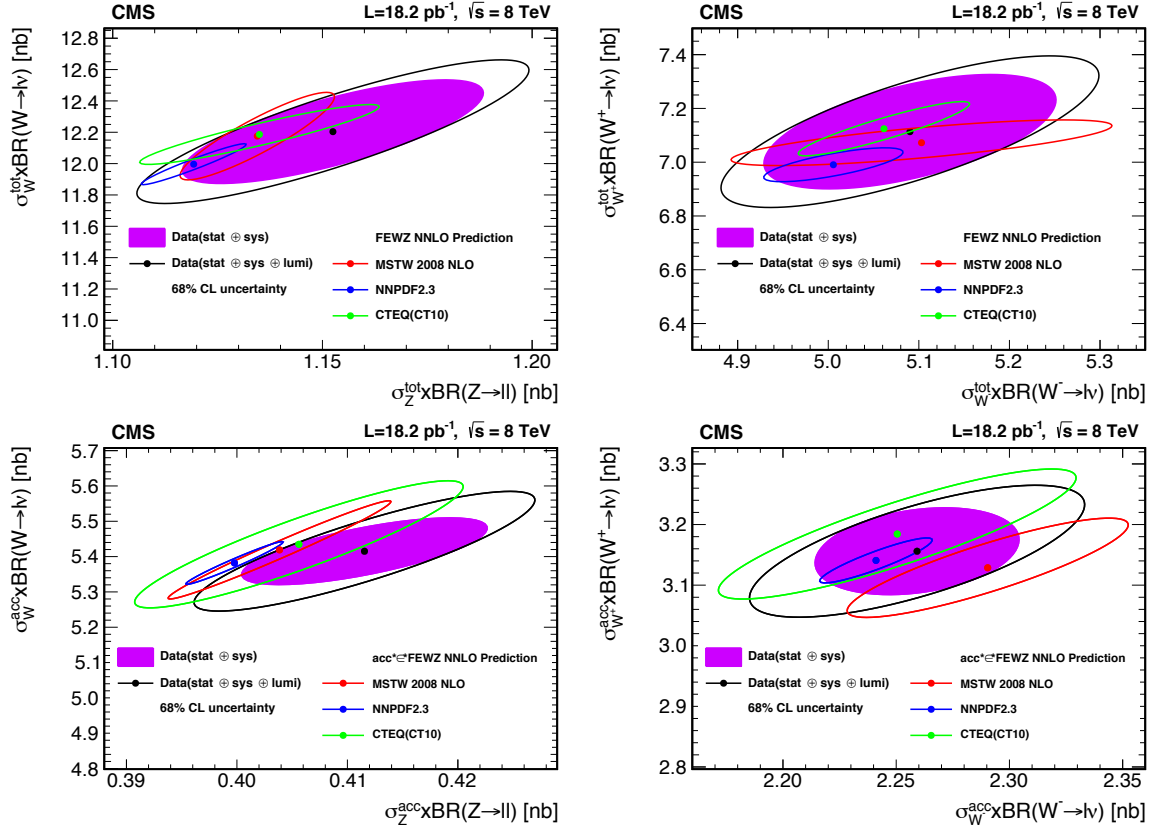 CMS L=18.2 pb⁻¹, √s = 8 TeV
σ_W^tot xBR(W→lν) [nb]
12.8
12.6
12.4
12.2
12.0
11.8
11.6
11.4
11.2
11.0
Data(stat ⊕ sys) FEWZ NNLO Prediction
Data(stat ⊕ sys ⊕ lumi) MSTW 2008 NLO
68% CL uncertainty NNPDF2.3
CTEQ(CT10)
1.10 1.15 1.20
σ_Z^tot xBR(Z→ll) [nb]
CMS L=18.2 pb⁻¹, √s = 8 TeV
σ_W⁺^tot xBR(W⁺→lν) [nb]
7.4
7.2
7.0
6.8
6.6
6.4
Data(stat ⊕ sys) FEWZ NNLO Prediction
Data(stat ⊕ sys ⊕ lumi) MSTW 2008 NLO
68% CL uncertainty NNPDF2.3
CTEQ(CT10)
4.9 5.0 5.1 5.2 5.3
σ_W⁻^tot xBR(W⁻→lν) [nb]
CMS L=18.2 pb⁻¹, √s = 8 TeV
σ_W^acc xBR(W→lν) [nb]
5.7
5.6
5.5
5.4
5.3
5.2
5.1
5.0
4.9
4.8
Data(stat ⊕ sys) acc*∈*FEWZ NNLO Prediction
Data(stat ⊕ sys ⊕ lumi) MSTW 2008 NLO
68% CL uncertainty NNPDF2.3
CTEQ(CT10)
0.39 0.40 0.41 0.42
σ_Z^acc xBR(Z→ll) [nb]
CMS L=18.2 pb⁻¹, √s = 8 TeV
σ_W⁺^acc xBR(W⁺→lν) [nb]
3.3
3.2
3.1
3.0
2.9
2.8
Data(stat ⊕ sys) acc*∈*FEWZ NNLO Prediction
Data(stat ⊕ sys ⊕ lumi) MSTW 2008 NLO
68% CL uncertainty NNPDF2.3
CTEQ(CT10)
2.20 2.25 2.30 2.35
σ_W⁻^acc xBR(W⁻→lν) [nb]